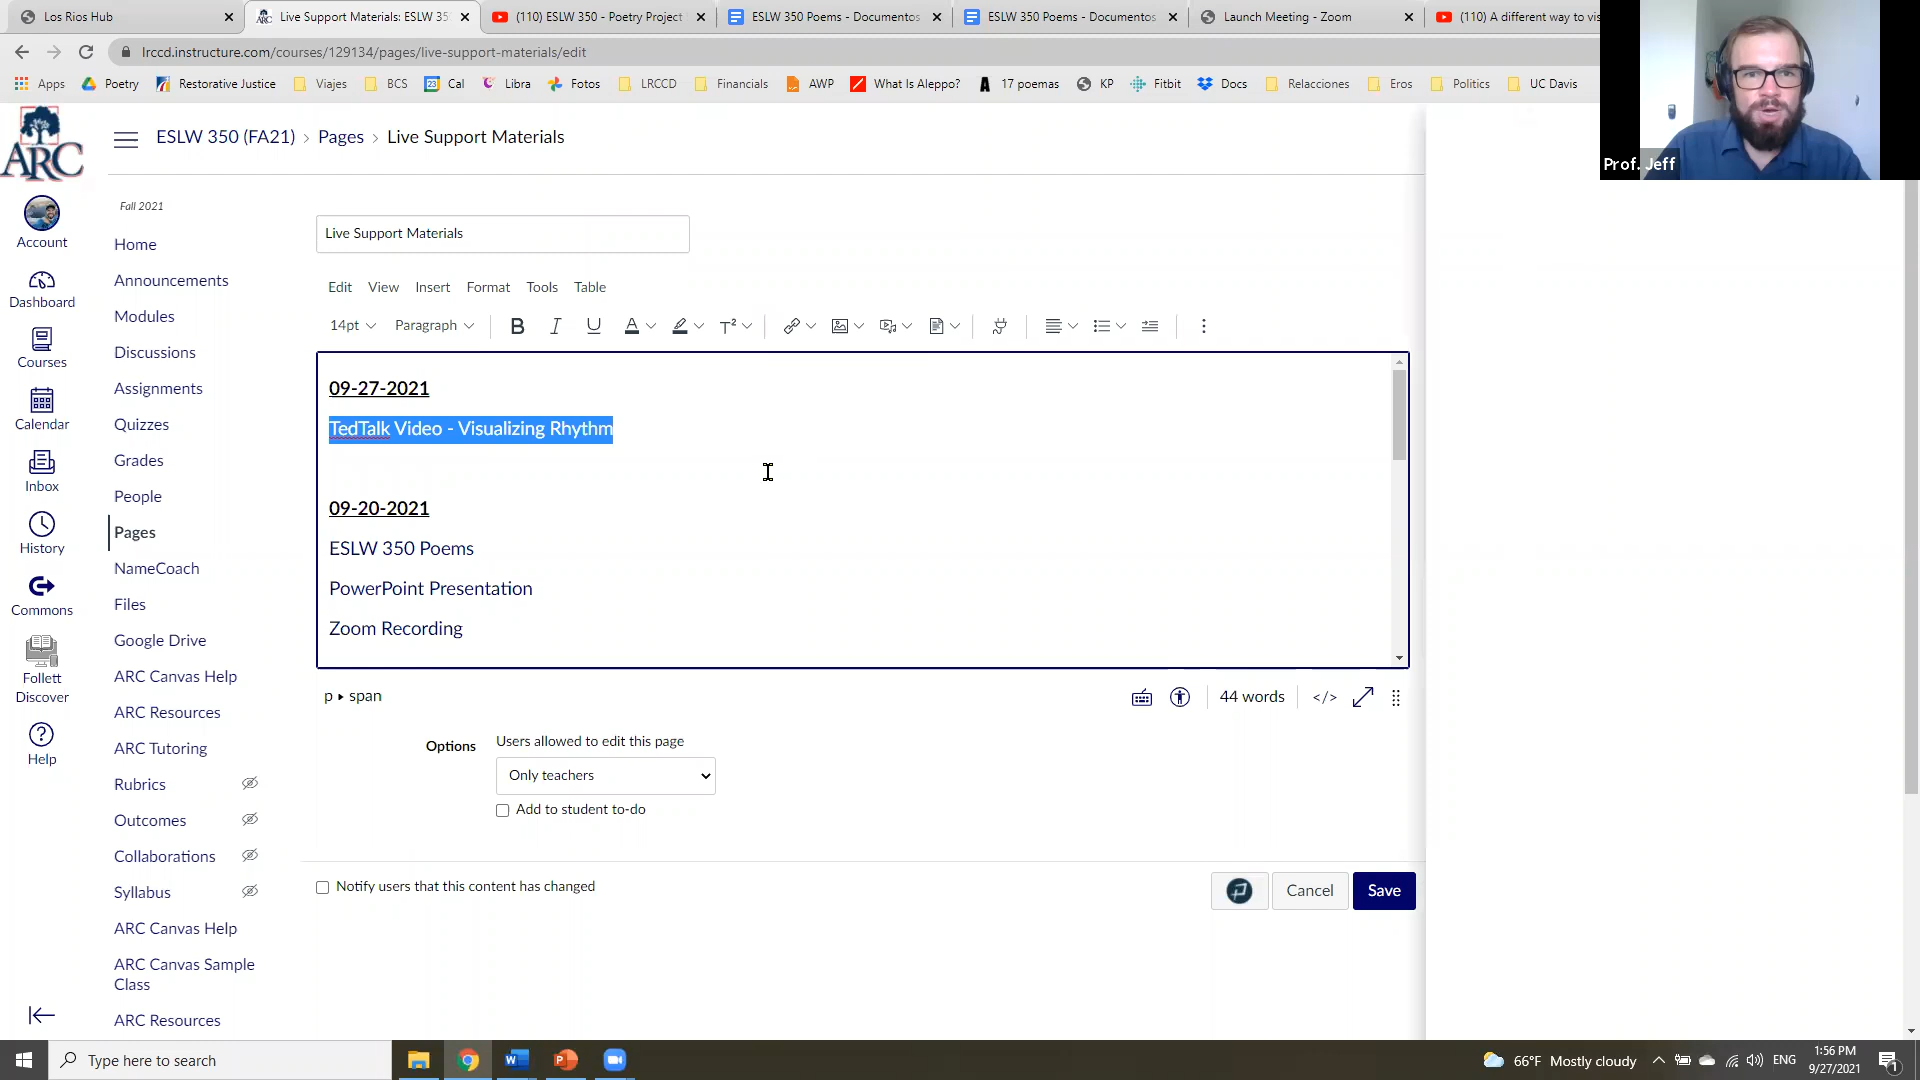 Los Rios Hub
Live Support Materials: ESLW 35
(110) ESLW 350 - Poetry Project
ESLW 350 Poems - Documentos
ESLW 350 Poems - Documentos
Launch Meeting - Zoom
(110) A different way to vis
lrccd.instructure.com/courses/129134/pages/live-support-materials/edit
Apps
Poetry
Restorative Justice
Viajes
BCS
23
Cal
Libra
Fotos
LRCCD
Financials
AWP
What Is Aleppo?
17 poemas
KP
Fitbit
Docs
Relacciones
Eros
Politics
UC Davis
Prof. Jeff
ARC
ESLW 350 (FA21) > Pages > Live Support Materials
Account
Dashboard
Courses
Calendar
Inbox
History
Commons
Follett
Discover
Help
Fall 2021
Home
Announcements
Modules
Discussions
Assignments
Quizzes
Grades
People
Pages
NameCoach
Files
Google Drive
ARC Canvas Help
ARC Resources
ARC Tutoring
Rubrics
Outcomes
Collaborations
Syllabus
ARC Canvas Help
ARC Canvas Sample
Class
ARC Resources
Live Support Materials
Edit View Insert Format Tools Table
14pt Paragraph B I U A T²
09-27-2021
TedTalk Video - Visualizing Rhythm
09-20-2021
ESLW 350 Poems
PowerPoint Presentation
Zoom Recording
p ▸ span
44 words </>
Options
Users allowed to edit this page
Only teachers
Add to student to-do
Notify users that this content has changed
Cancel
Save
Type here to search
66°F Mostly cloudy
ENG
1:56 PM
9/27/2021
1